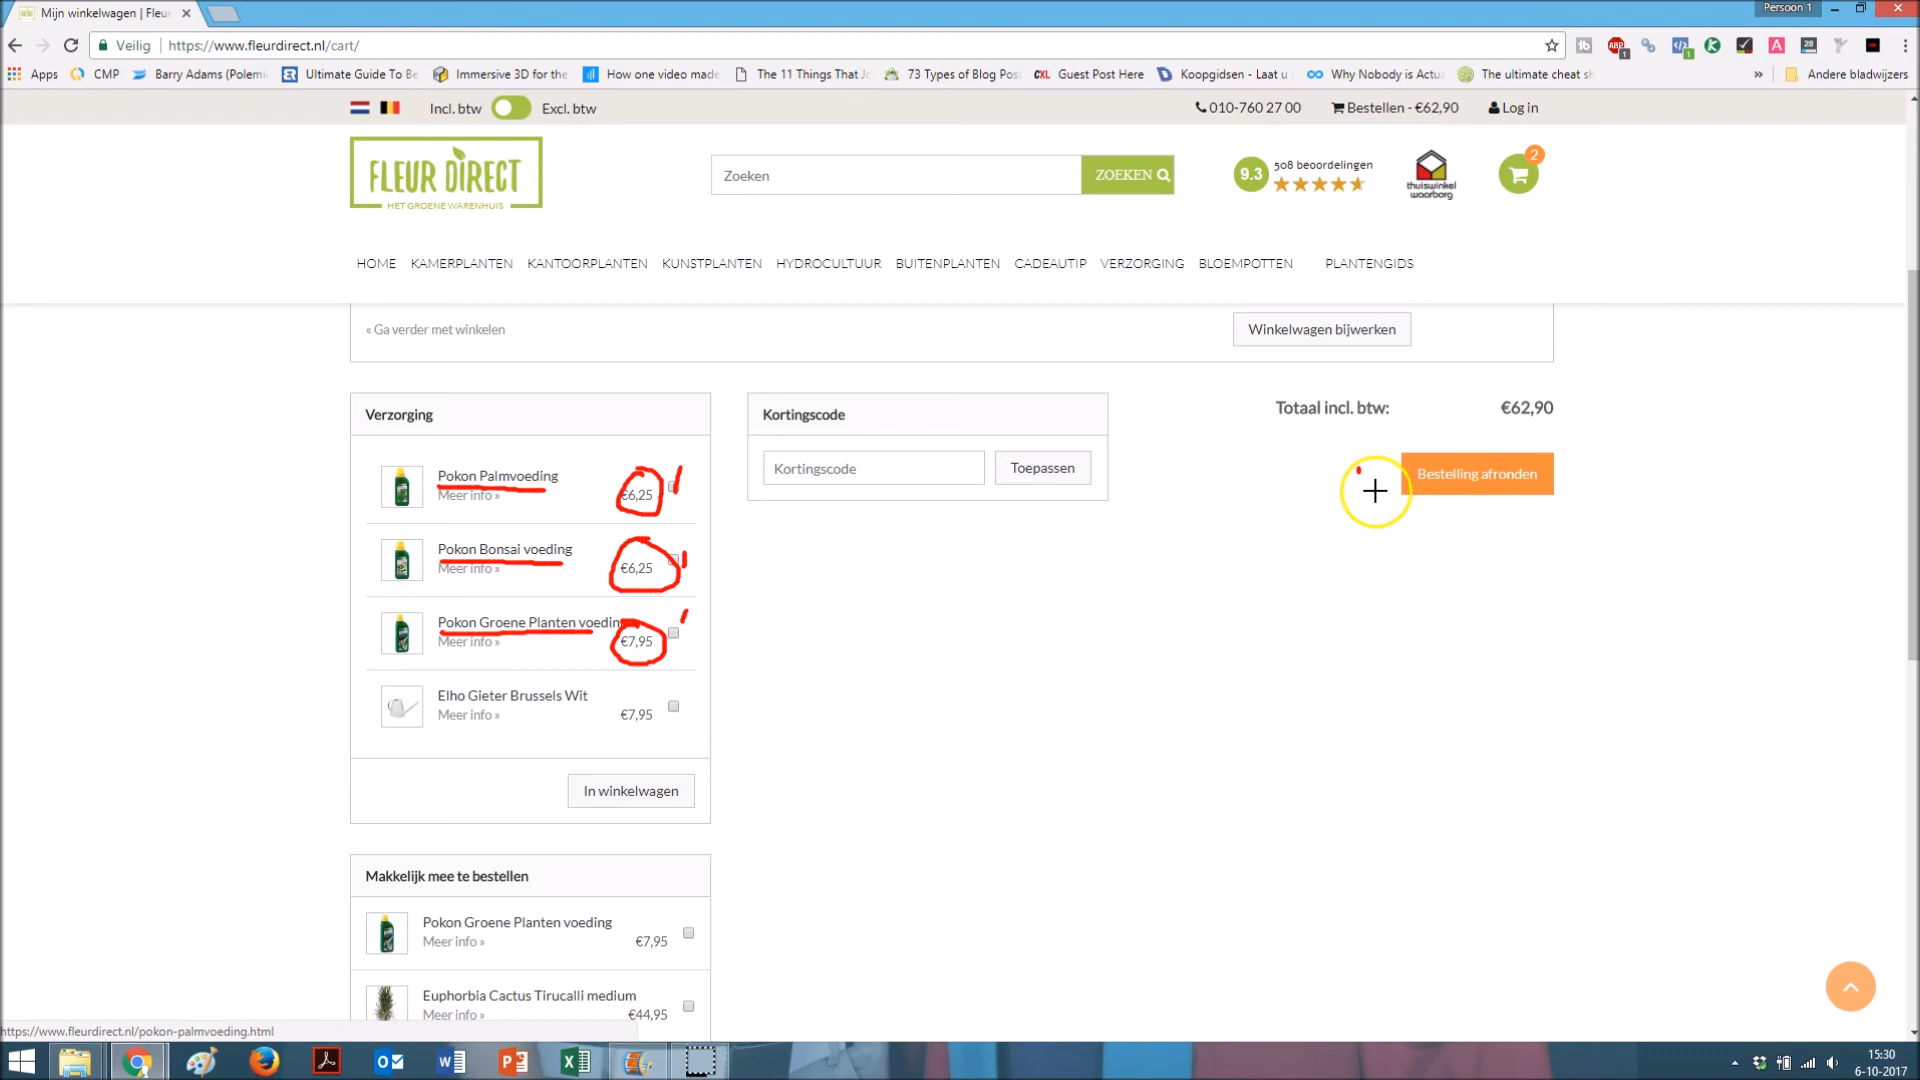 Mijn winkelwagen | Fleur
Persoon 1
Veilig
https://www.fleurdirect.nl/cart/
Apps
CMP
Barry Adams (Polemi
Ultimate Guide To Be
Immersive 3D for the
How one video made
The 11 Things That Jo
73 Types of Blog Pos
CXL Guest Post Here
Koopgidsen - Laat u
Why Nobody is Actu
The ultimate cheat s
» Andere bladwijzers
Incl. btw
Excl. btw
010-760 27 00
Bestellen - €62,90
Log in
FLEUR DIRECT
HET GROENE WARENHUIS
Zoeken
ZOEKEN
9.3
508 beoordelingen
thuiswinkel
waarborg
2
HOME
KAMERPLANTEN
KANTOORPLANTEN
KUNSTPLANTEN
HYDROCULTUUR
BUITENPLANTEN
CADEAUTIP
VERZORGING
BLOEMPOTTEN
PLANTENGIDS
« Ga verder met winkelen
Winkelwagen bijwerken
Verzorging
Pokon Palmvoeding
Meer info »
€6,25
Pokon Bonsai voeding
Meer info »
€6,25
Pokon Groene Planten voeding
Meer info »
€7,95
Elho Gieter Brussels Wit
Meer info »
€7,95
In winkelwagen
Kortingscode
Kortingscode
Toepassen
Totaal incl. btw:
€62,90
Bestelling afronden
Makkelijk mee te bestellen
Pokon Groene Planten voeding
Meer info »
€7,95
Euphorbia Cactus Tirucalli medium
Meer info »
€44,95
https://www.fleurdirect.nl/pokon-palmvoeding.html
15:30
6-10-2017